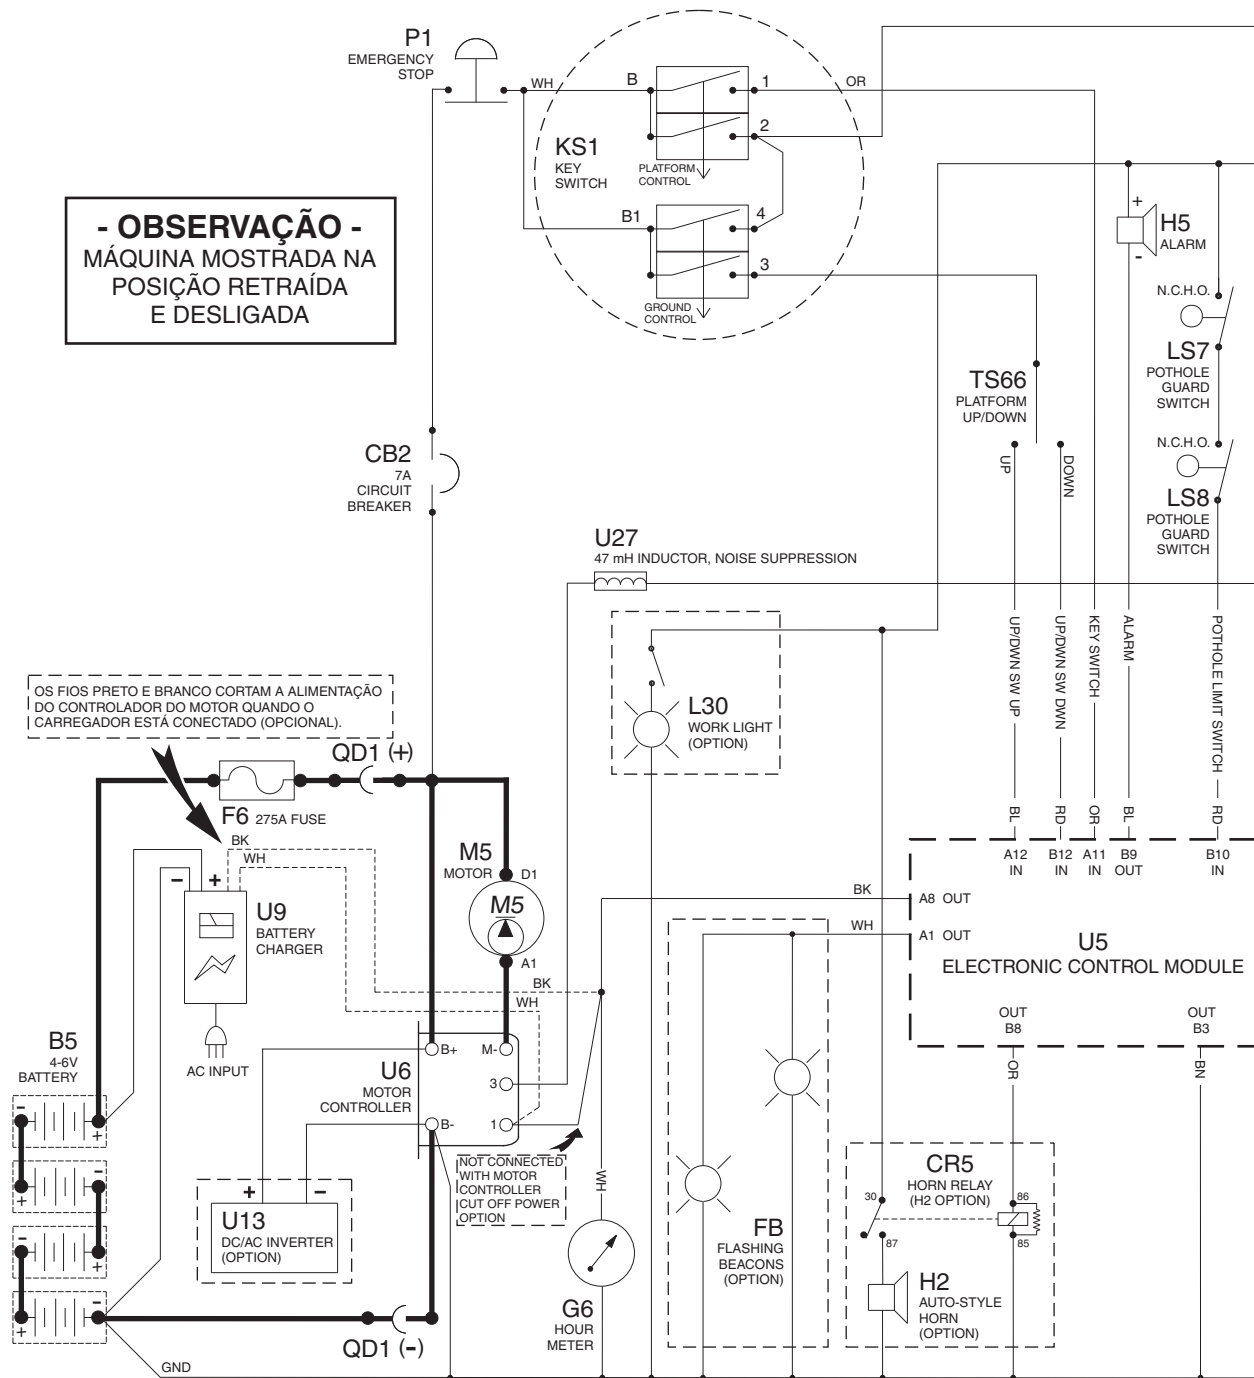 P1
EMERGENCY
STOP
WH
B
1
OR
2
KS1
KEY
SWITCH
PLATFORM
CONTROL
B1
4
3
GROUND
CONTROL
- OBSERVAÇÃO -
MÁQUINA MOSTRADA NA
POSIÇÃO RETRAÍDA
E DESLIGADA
+
H5
ALARM
-
N.C.H.O.
LS7
POTHOLE
GUARD
SWITCH
N.C.H.O.
LS8
POTHOLE
GUARD
SWITCH
TS66
PLATFORM
UP/DOWN
UP
DOWN
CB2
7A
CIRCUIT
BREAKER
U27
47 mH INDUCTOR, NOISE SUPPRESSION
UP/DWN SW UP
UP/DWN SW DWN
KEY SWITCH
ALARM
POTHOLE LIMIT SWITCH
BL
RD
OR
BL
RD
L30
WORK LIGHT
(OPTION)
OS FIOS PRETO E BRANCO CORTAM A ALIMENTAÇÃO
DO CONTROLADOR DO MOTOR QUANDO O
CARREGADOR ESTÁ CONECTADO (OPCIONAL).
QD1 (+)
F6 275A FUSE
BK
WH
- +
U9
BATTERY
CHARGER
AC INPUT
M5
MOTOR
D1
M5
A1
BK
WH
A12
IN
B12
IN
A11
IN
B9
OUT
B10
IN
BK
A8 OUT
WH
A1 OUT
U5
ELECTRONIC CONTROL MODULE
OUT
B8
OUT
B3
OR
BN
B5
4-6V
BATTERY
-
+
-
+
-
+
-
+
U6
MOTOR
CONTROLLER
B+
M-
3
B-
1
NOT CONNECTED
WITH MOTOR
CONTROLLER
CUT OFF POWER
OPTION
+ -
U13
DC/AC INVERTER
(OPTION)
WH
G6
HOUR
METER
FB
FLASHING
BEACONS
(OPTION)
CR5
HORN RELAY
(H2 OPTION)
30
87
86
85
H2
AUTO-STYLE
HORN
(OPTION)
QD1 (-)
GND